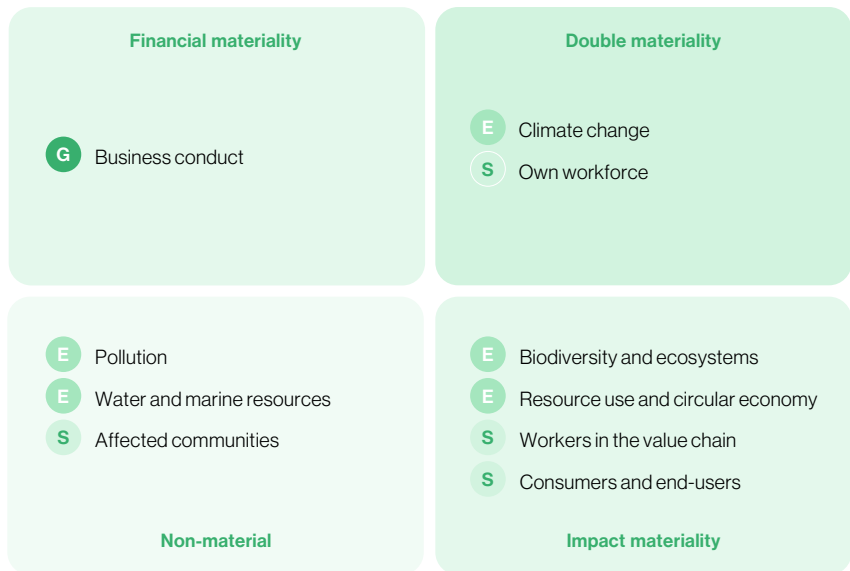 Financial materiality
G Business conduct
Double materiality
E Climate change
S Own workforce
E Pollution
E Water and marine resources
S Affected communities
Non-material
E Biodiversity and ecosystems
E Resource use and circular economy
S Workers in the value chain
S Consumers and end-users
Impact materiality